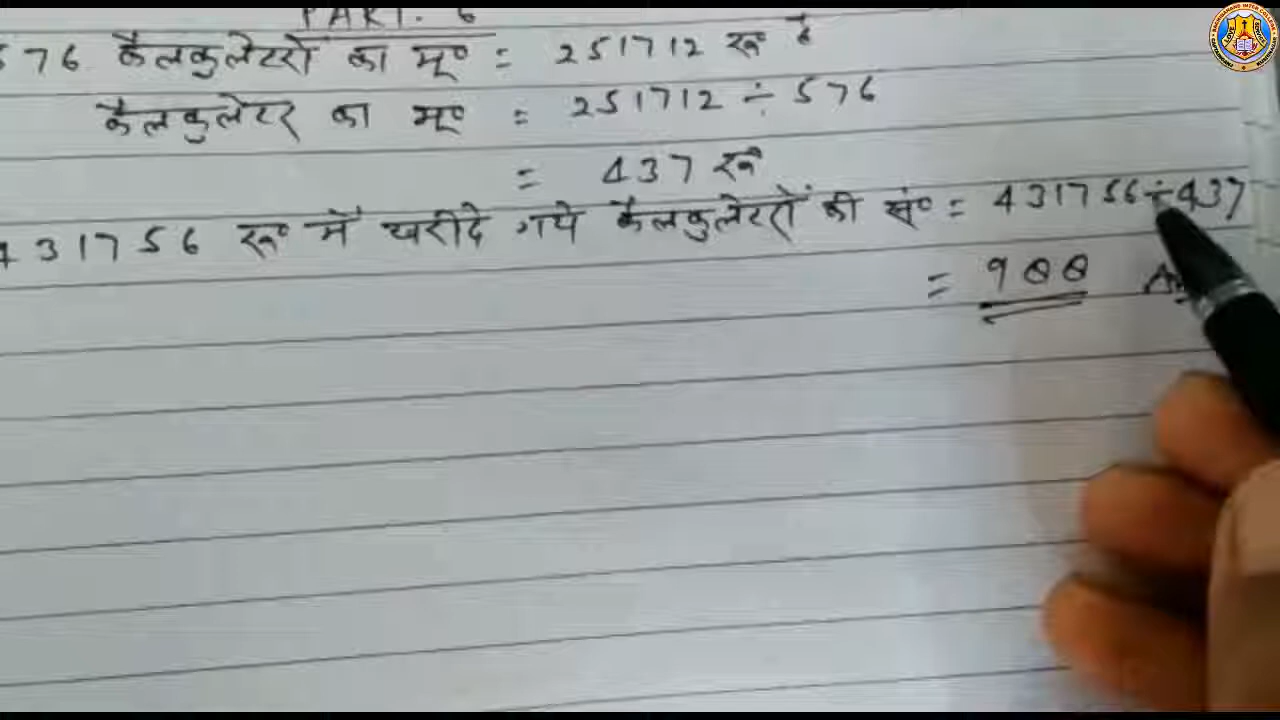 PART. 6
576 कैलकुलेटरों का मू० = 251712 रू० है
कैलकुलेटर का मू० = 251712 ÷ 576
= 437 रू०
431756 रू० में खरीदे गये कैलकुलेटरों की सं० = 431756 ÷ 437
= 988 Ans